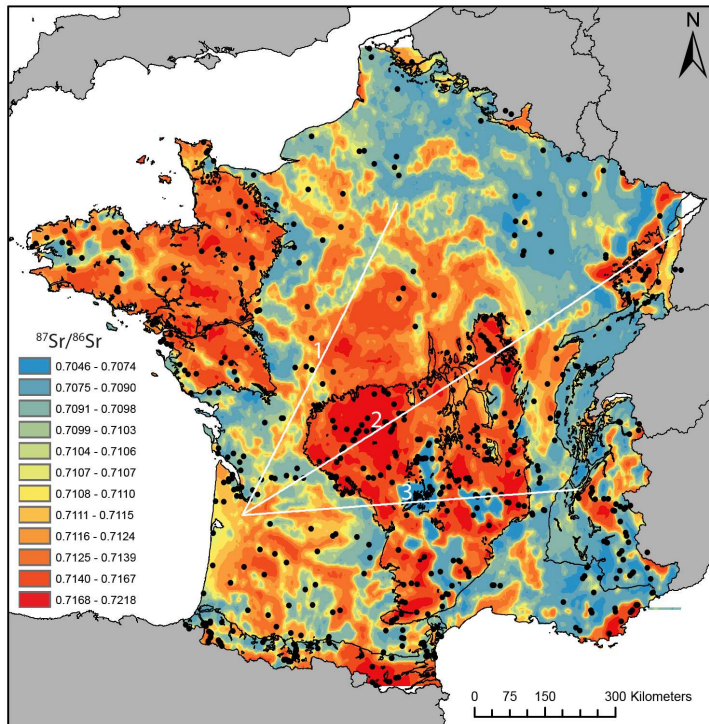 N
1
2
3
⁸⁷Sr/⁸⁶Sr
0.7046 - 0.7074
0.7075 - 0.7090
0.7091 - 0.7098
0.7099 - 0.7103
0.7104 - 0.7106
0.7107 - 0.7107
0.7108 - 0.7110
0.7111 - 0.7115
0.7116 - 0.7124
0.7125 - 0.7139
0.7140 - 0.7167
0.7168 - 0.7218
0 75 150 300 Kilometers